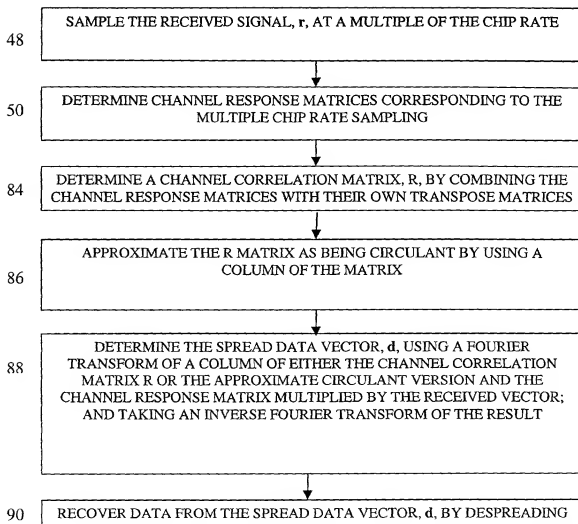 48
SAMPLE THE RECEIVED SIGNAL, r, AT A MULTIPLE OF THE CHIP RATE
50
DETERMINE CHANNEL RESPONSE MATRICES CORRESPONDING TO THE
MULTIPLE CHIP RATE SAMPLING
84
DETERMINE A CHANNEL CORRELATION MATRIX, R, BY COMBINING THE
CHANNEL RESPONSE MATRICES WITH THEIR OWN TRANSPOSE MATRICES
86
APPROXIMATE THE R MATRIX AS BEING CIRCULANT BY USING A
COLUMN OF THE MATRIX
88
DETERMINE THE SPREAD DATA VECTOR, d, USING A FOURIER
TRANSFORM OF A COLUMN OF EITHER THE CHANNEL CORRELATION
MATRIX R OR THE APPROXIMATE CIRCULANT VERSION AND THE
CHANNEL RESPONSE MATRIX MULTIPLIED BY THE RECEIVED VECTOR;
AND TAKING AN INVERSE FOURIER TRANSFORM OF THE RESULT
90
RECOVER DATA FROM THE SPREAD DATA VECTOR, d, BY DESPREADING